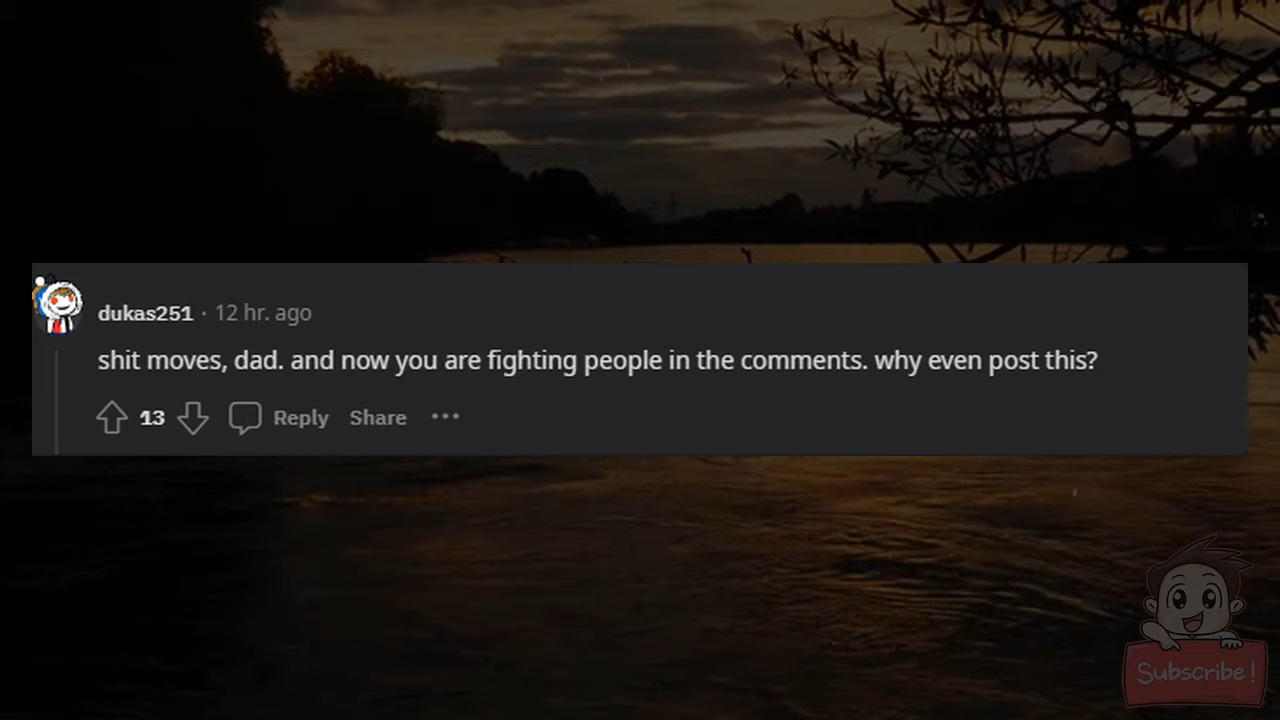 dukas251 · 12 hr. ago
shit moves, dad. and now you are fighting people in the comments. why even post this?
13 Reply Share •••
Subscribe!